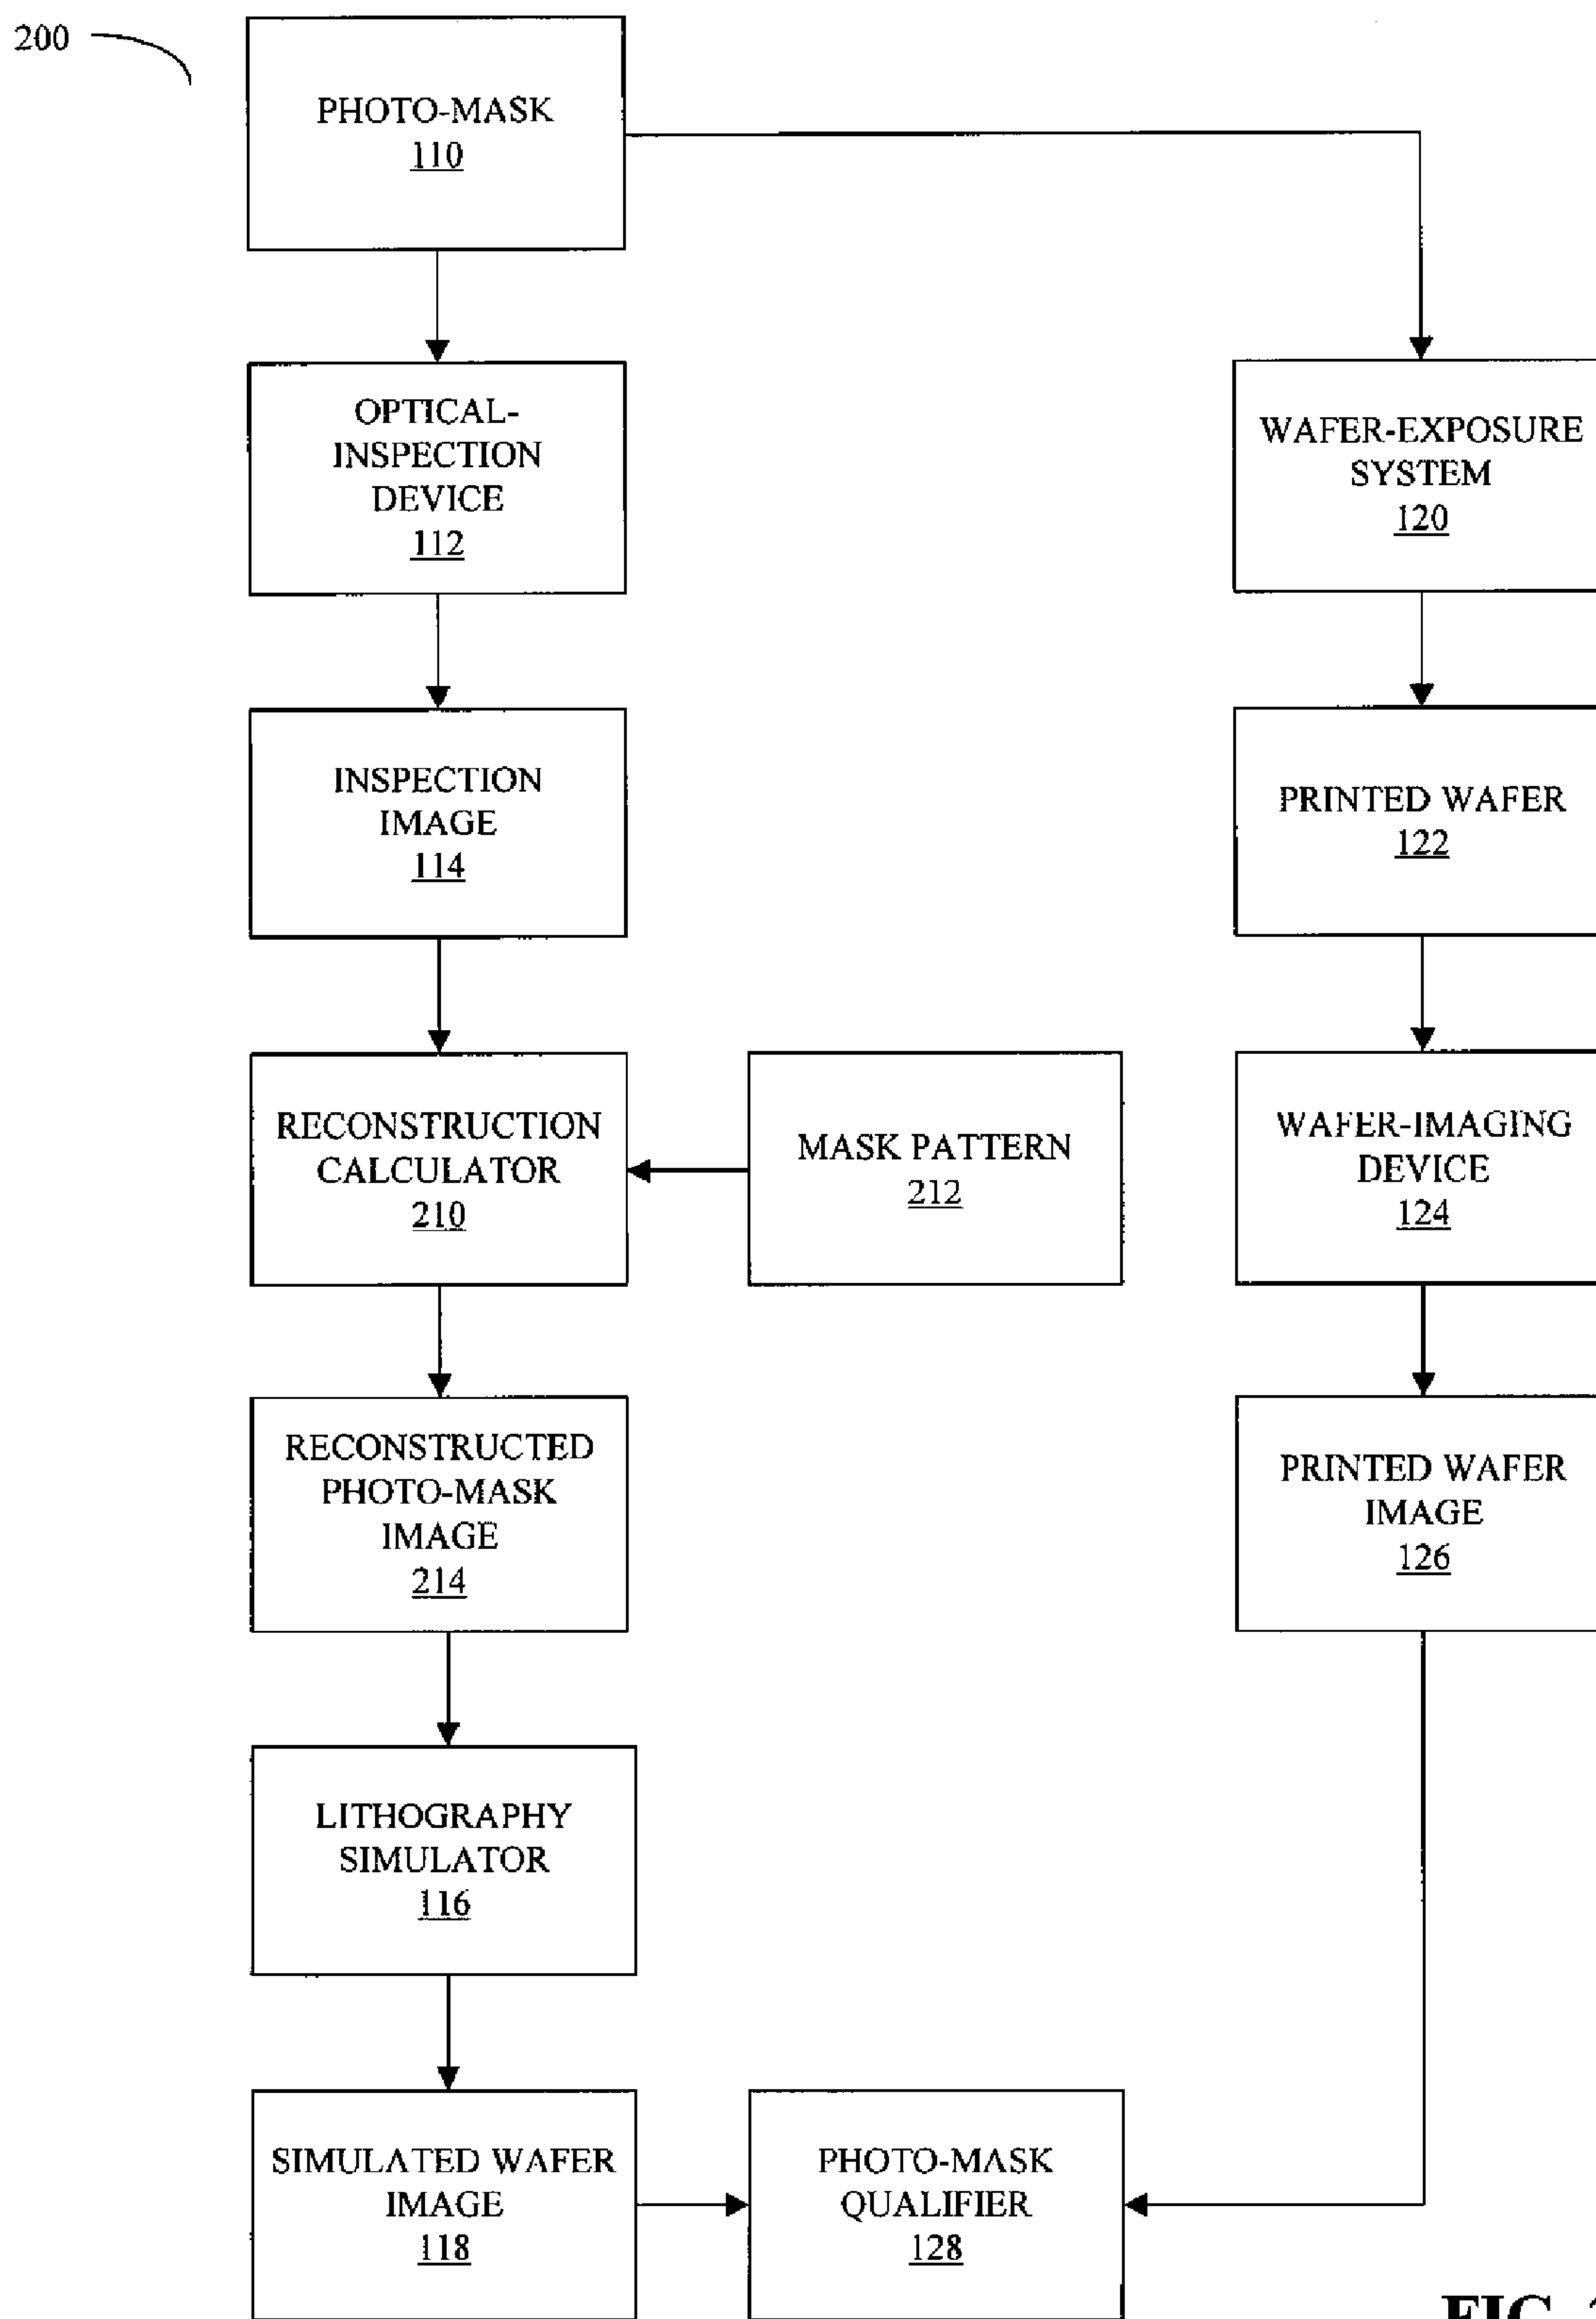 200
PHOTO-MASK
110
OPTICAL-
INSPECTION
DEVICE
112
WAFER-EXPOSURE
SYSTEM
120
INSPECTION
IMAGE
114
PRINTED WAFER
122
RECONSTRUCTION
CALCULATOR
210
MASK PATTERN
212
WAFER-IMAGING
DEVICE
124
RECONSTRUCTED
PHOTO-MASK
IMAGE
214
PRINTED WAFER
IMAGE
126
LITHOGRAPHY
SIMULATOR
116
SIMULATED WAFER
IMAGE
118
PHOTO-MASK
QUALIFIER
128
FIG.